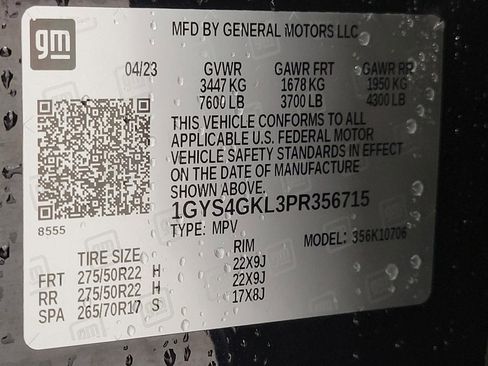 gm
MFD BY GENERAL MOTORS LLC
04/23 GVWR GAWR FRT GAWR RR
3447 KG 1678 KG 1950 KG
7600 LB 3700 LB 4300 LB
THIS VEHICLE CONFORMS TO ALL
APPLICABLE U.S. FEDERAL MOTOR
VEHICLE SAFETY STANDARDS IN EFFECT
ON THE DATE OF MANUFACTURE
SHOWN ABOVE.
1GYS4GKL3PR356715
8555
TYPE: MPV MODEL: 356K10706
TIRE SIZE RIM
FRT 275/50R22 H 22X9J
RR 275/50R22 H 22X9J
SPA 265/70R17 S 17X8J